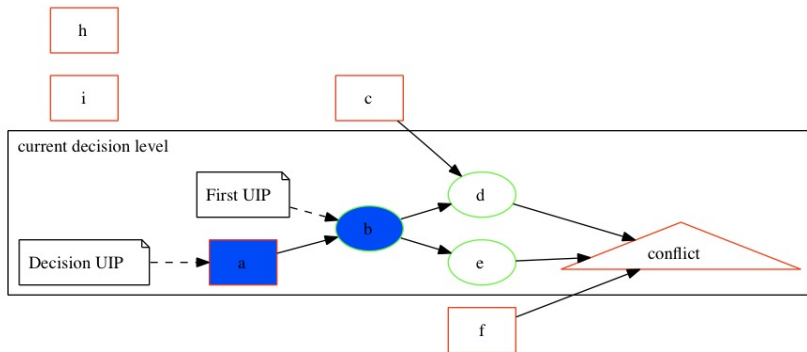 h
i
c
current decision level
First UIP
d
b
Decision UIP
a
e
conflict
f